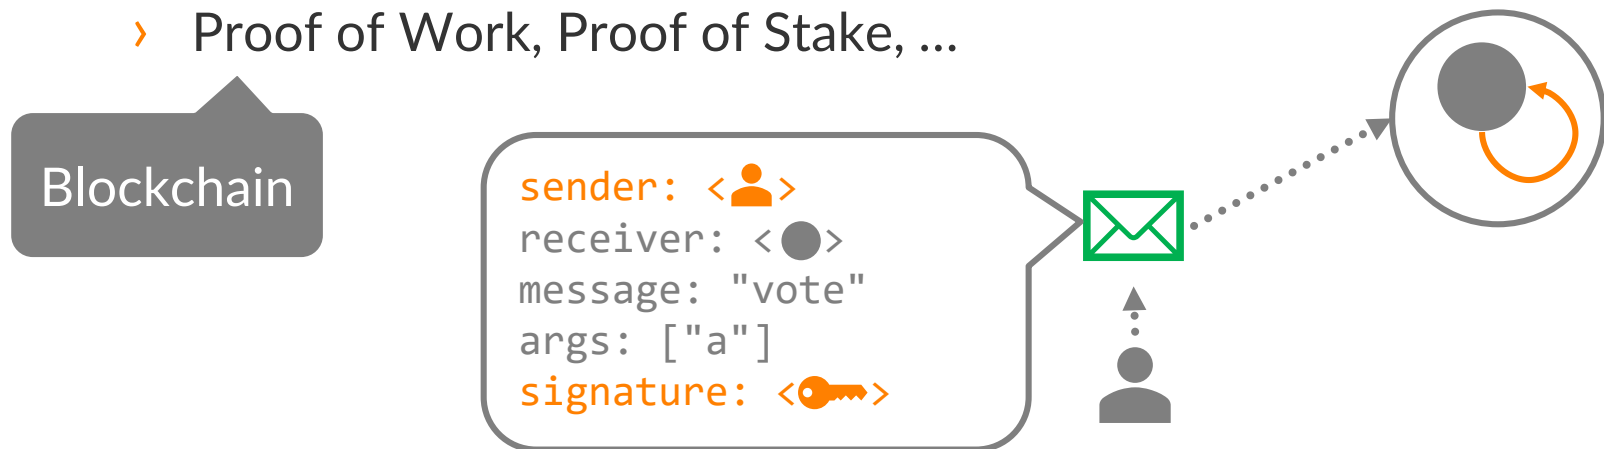 › Proof of Work, Proof of Stake, ...
Blockchain
sender: < >
receiver: < >
message: "vote"
args: ["a"]
signature: < >